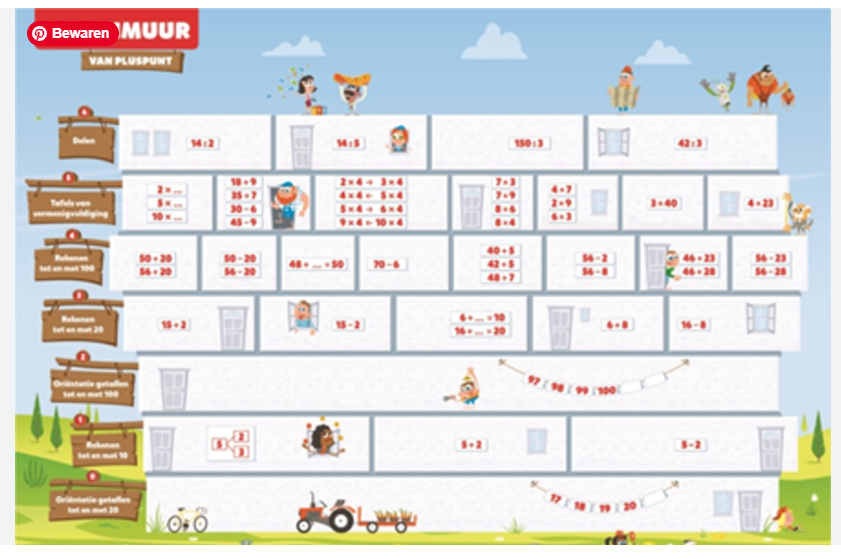 Bewaren
MUUR
VAN PLUSPUNT
6
Delen
14:2
14:5
150:3
42:3
5
Tafels van
vermenigvuldiging
2 × ...
5 × ...
10 × ...
18+9
35+7
30-6
45-9
2 × 4 → 3 × 4
4 × 4 ← 5 × 4
5 × 4 → 6 × 4
9 × 4 ← 10 × 4
7×3
7×9
8×6
8×4
4×7
2×9
6×3
3×40
4×23
4
Rekenen
tot en met 100
50+20
56+20
50-20
56-20
48+ ... =50
70-6
40+5
42+5
48+7
56-2
56-8
46+23
46+28
56-23
56-28
3
Rekenen
tot en met 20
15+2
15-2
6+ ... =10
16+ ... =20
6+8
16-8
2
Oriëntatie getallen
tot en met 100
97 98 99 100
1
Rekenen
tot en met 10
5
2
3
5+2
5-2
0
Oriëntatie getallen
tot en met 20
17 18 19 20